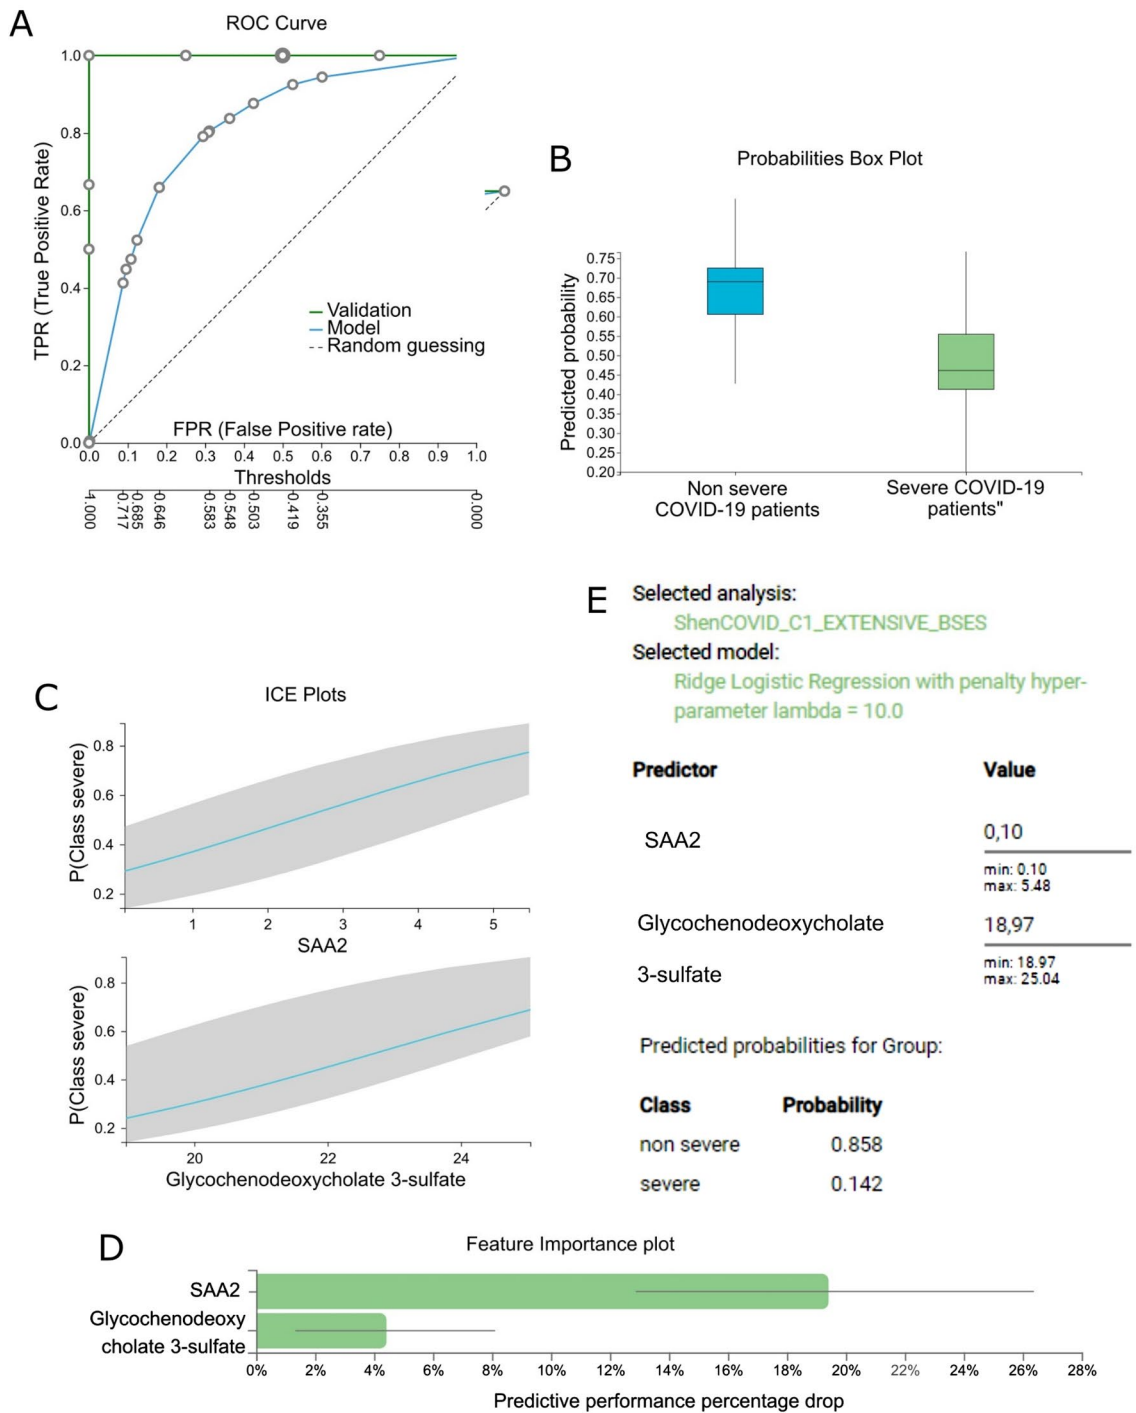 A
ROC Curve
TPR (True Positive Rate)
1.0
0.8
0.6
0.4
0.2
0.0
Validation
Model
Random guessing
FPR (False Positive rate)
0.0 0.1 0.2 0.3 0.4 0.5 0.6 0.7 0.8 0.9 1.0
Thresholds
1.000 0.717 0.685 0.646 0.583 0.548 0.503 0.419 0.355 0.000
B
Probabilities Box Plot
Predicted probability
0.75
0.70
0.65
0.60
0.55
0.50
0.45
0.40
0.35
0.30
0.25
0.20
Non severe
COVID-19 patients
Severe COVID-19
patients"
C
ICE Plots
P(Class severe)
0.8
0.6
0.4
0.2
1 2 3 4 5
SAA2
P(Class severe)
0.8
0.6
0.4
0.2
20 22 24
Glycochenodeoxycholate 3-sulfate
E
Selected analysis:
ShenCOVID_C1_EXTENSIVE_BSES
Selected model:
Ridge Logistic Regression with penalty hyper-
parameter lambda = 10.0
Predictor Value
SAA2 0,10
min: 0.10
max: 5.48
Glycochenodeoxycholate 18,97
3-sulfate
min: 18.97
max: 25.04
Predicted probabilities for Group:
Class Probability
non severe 0.858
severe 0.142
D
Feature Importance plot
SAA2
Glycochenodeoxy
cholate 3-sulfate
0% 2% 4% 6% 8% 10% 12% 14% 16% 18% 20% 22% 24% 26% 28%
Predictive performance percentage drop